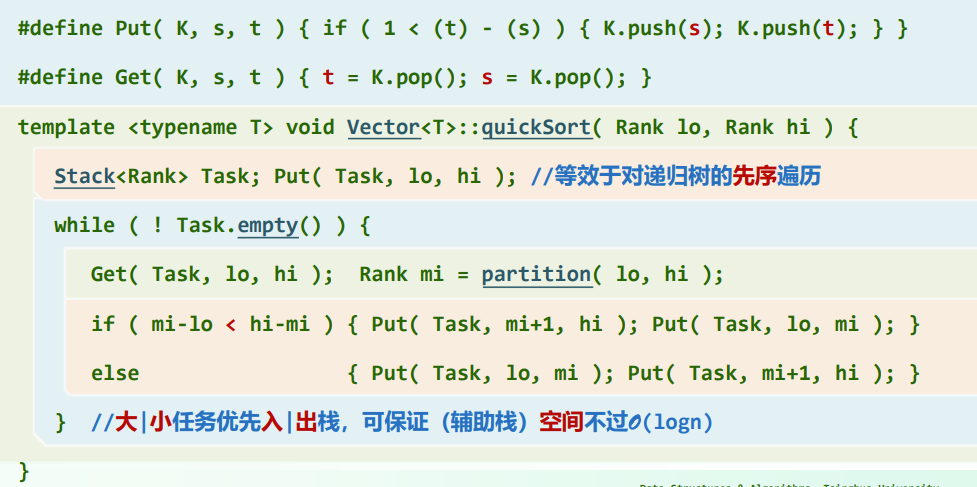 #define Put( K, s, t ) { if ( 1 < (t) - (s) ) { K.push(s); K.push(t); } }
#define Get( K, s, t ) { t = K.pop(); s = K.pop(); }
template <typename T> void Vector<T>::quickSort( Rank lo, Rank hi ) {
Stack<Rank> Task; Put( Task, lo, hi ); //等效于对递归树的先序遍历
while ( ! Task.empty() ) {
Get( Task, lo, hi ); Rank mi = partition( lo, hi );
if ( mi-lo < hi-mi ) { Put( Task, mi+1, hi ); Put( Task, lo, mi ); }
else { Put( Task, lo, mi ); Put( Task, mi+1, hi ); }
} //大|小任务优先入|出栈，可保证（辅助栈）空间不过O(logn)
}
Data Structures & Algorithms, Tsinghua University